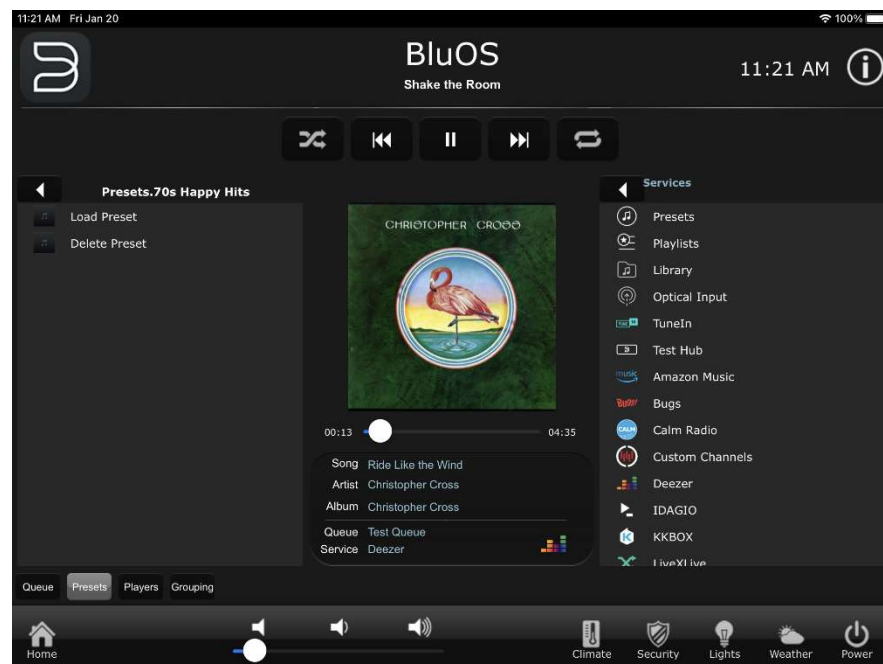 11:21 AM Fri Jan 20
100%
BluOS
Shake the Room
11:21 AM
Presets.70s Happy Hits
Load Preset
Delete Preset
CHRISTOPHER CROSS
00:13
04:35
Song Ride Like the Wind
Artist Christopher Cross
Album Christopher Cross
Queue Test Queue
Service Deezer
Services
Presets
Playlists
Library
Optical Input
TuneIn
Test Hub
music
Amazon Music
Bugs
CALM
Calm Radio
Custom Channels
Deezer
IDAGIO
KKBOX
LiveXLive
Queue
Presets
Players
Grouping
Home
Climate
Security
Lights
Weather
Power